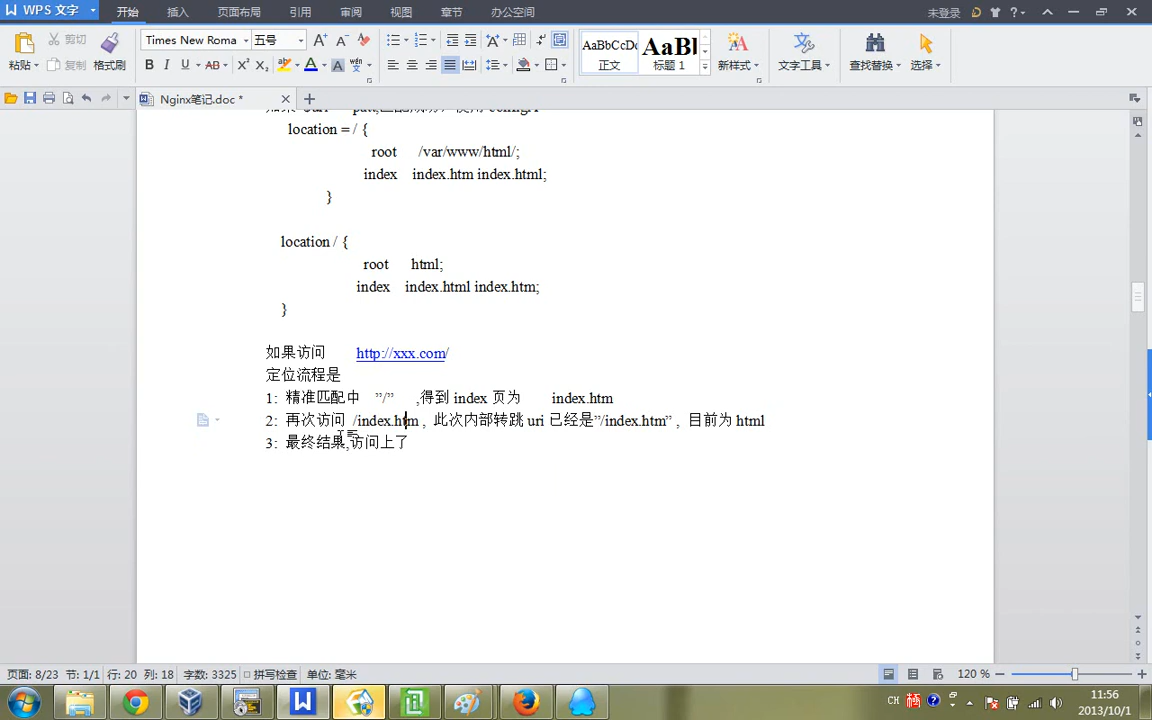 WPS 文字
开始 插入 页面布局 引用 审阅 视图 章节 办公空间
未登录
粘贴 剪切 复制 格式刷
Times New Roma 五号
AaBbCcDc 正文 AaBl 标题 1 新样式 文字工具 查找替换 选择
Nginx笔记.doc *
location = / {
root /var/www/html/;
index index.htm index.html;
}
location / {
root html;
index index.html index.htm;
}
如果访问 http://xxx.com/
定位流程是
1: 精准匹配中 ”/” ,得到 index 页为 index.htm
2: 再次访问 /index.htm , 此次内部转跳 uri 已经是”/index.htm” , 目前为 html
3: 最终结果,访问上了
页面: 8/23 节: 1/1 行: 20 列: 18 字数: 3325 拼写检查 单位: 毫米
120 %
CH
11:56
2013/10/1